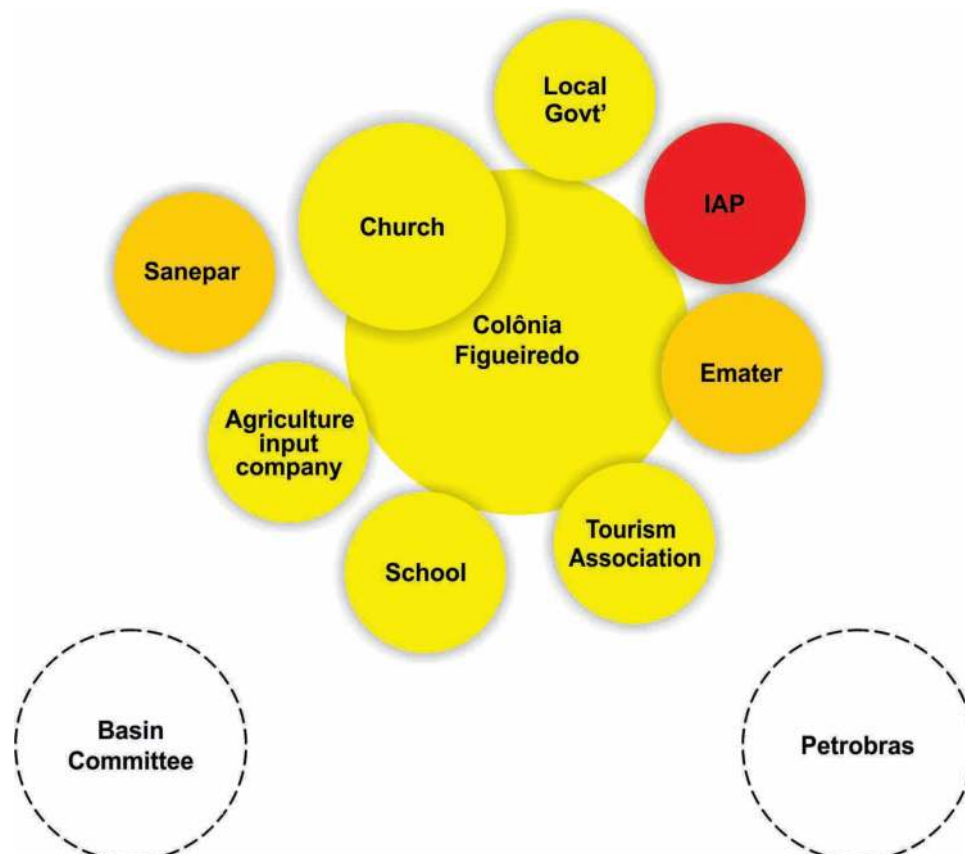 Local
Govt'
IAP
Church
Sanepar
Colônia
Figueiredo
Emater
Agriculture
input
company
Tourism
Association
School
Basin
Committee
Petrobras